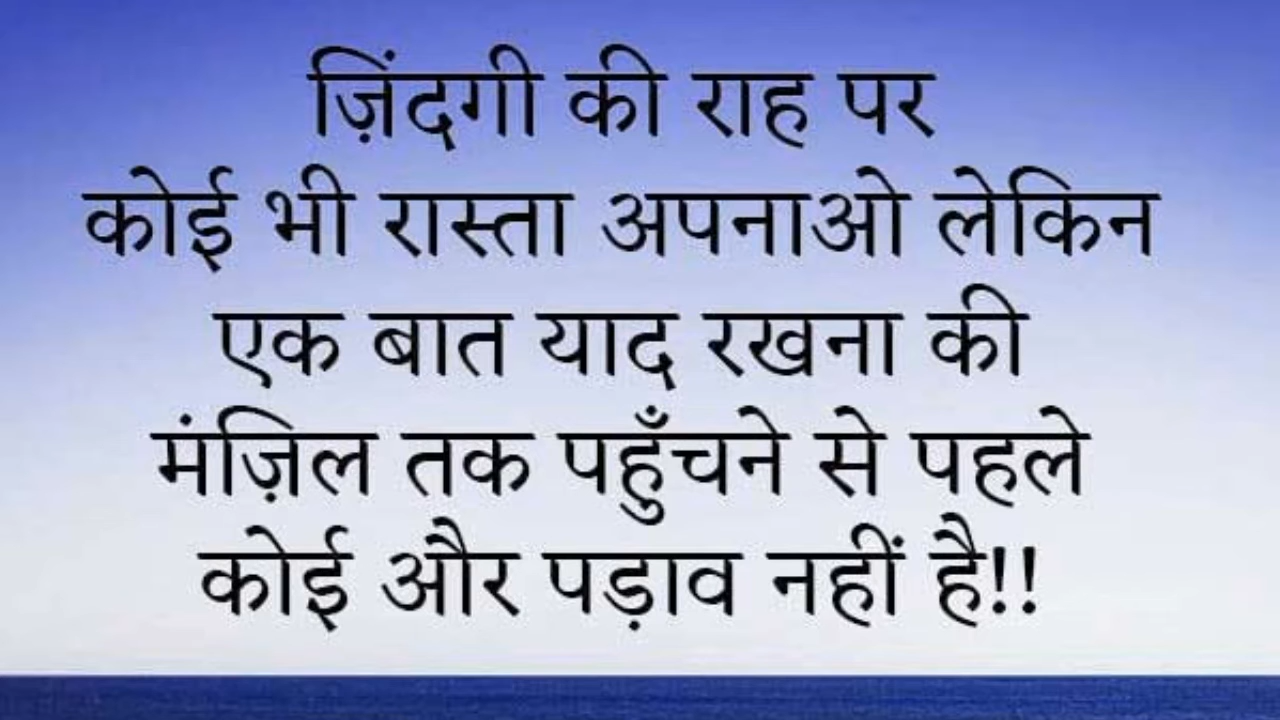 ज़िंदगी की राह पर
कोई भी रास्ता अपनाओ लेकिन
एक बात याद रखना की
मंज़िल तक पहुँचने से पहले
कोई और पड़ाव नहीं है!!